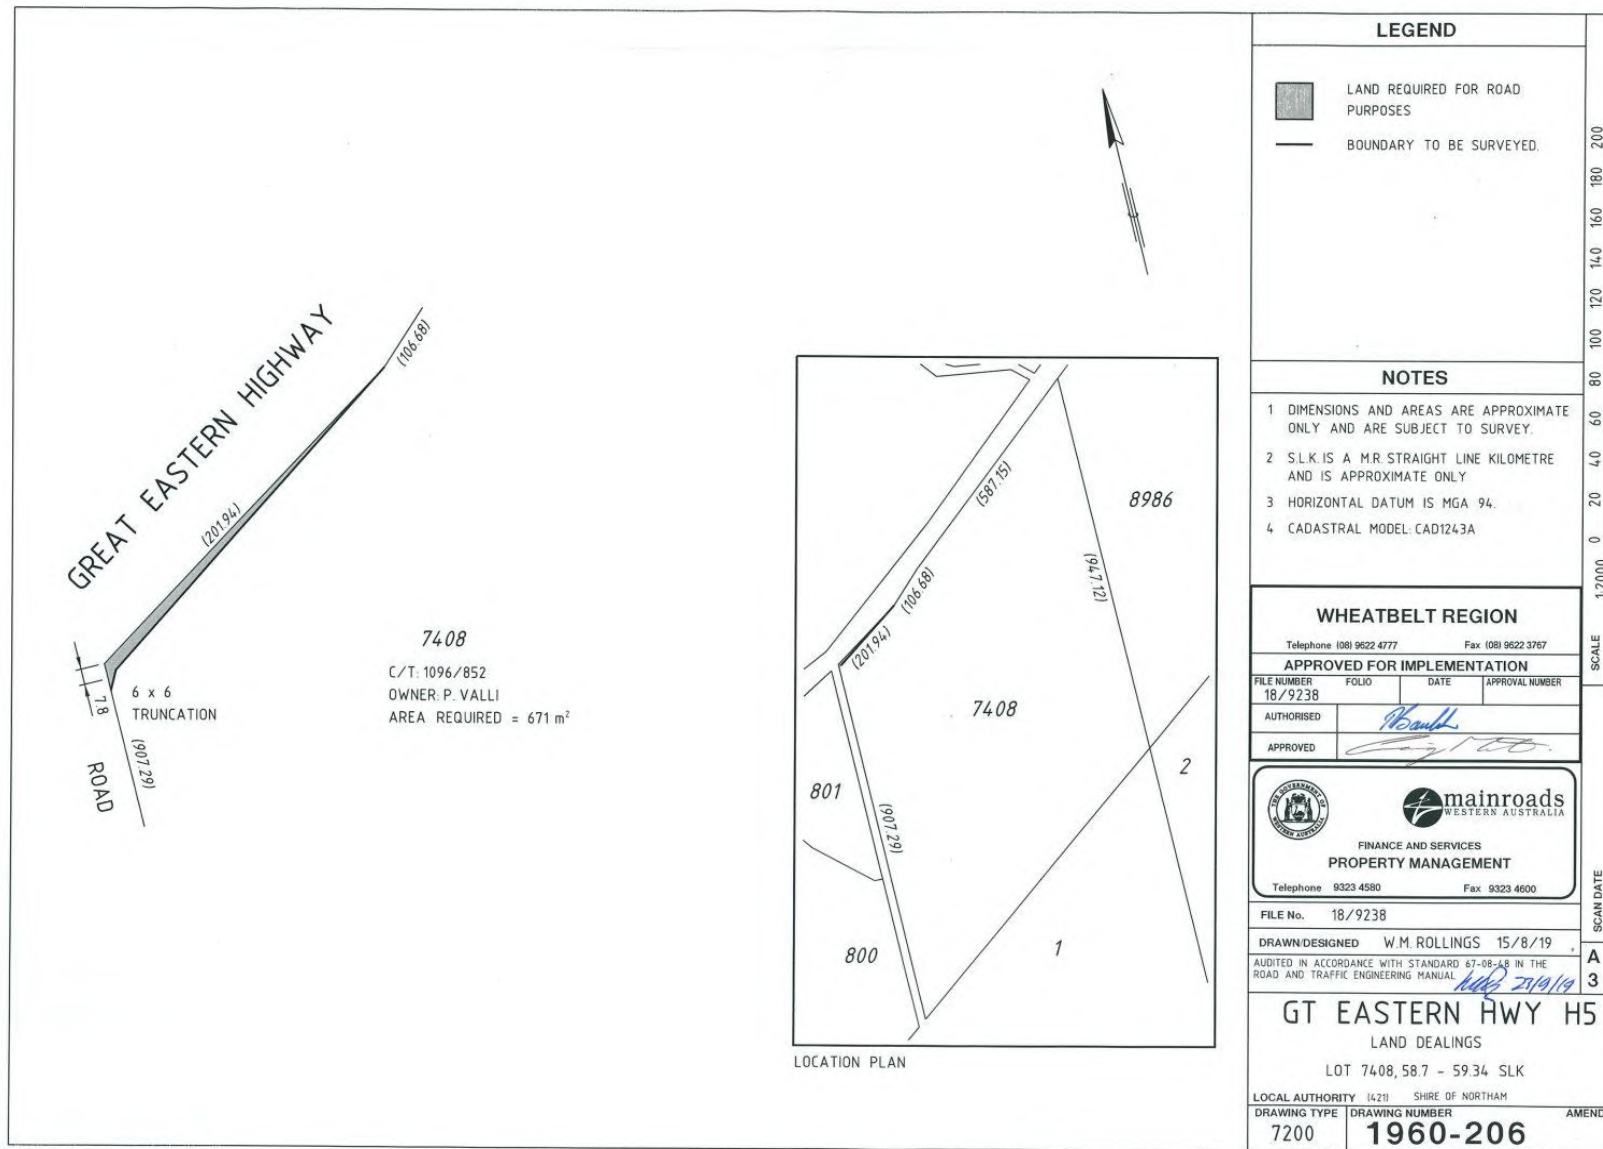 GREAT EASTERN HIGHWAY
(106.68)
(201.94)
7.8
6 x 6
TRUNCATION
(907.29)
ROAD
7408
C/T: 1096/852
OWNER: P. VALLI
AREA REQUIRED = 671 m²
(587.15)
8986
(947.12)
(106.68)
(201.94)
7408
2
801
(907.29)
800
1
LOCATION PLAN
LEGEND
LAND REQUIRED FOR ROAD
PURPOSES
BOUNDARY TO BE SURVEYED.
NOTES
1 DIMENSIONS AND AREAS ARE APPROXIMATE
ONLY AND ARE SUBJECT TO SURVEY.
2 S.L.K. IS A M.R. STRAIGHT LINE KILOMETRE
AND IS APPROXIMATE ONLY
3 HORIZONTAL DATUM IS MGA 94.
4 CADASTRAL MODEL: CAD1243A
WHEATBELT REGION
Telephone (08) 9622 4777 Fax (08) 9622 3767
APPROVED FOR IMPLEMENTATION
FILE NUMBER FOLIO DATE APPROVAL NUMBER
18/9238
AUTHORISED
APPROVED
THE GOVERNMENT OF
WESTERN AUSTRALIA
mainroads
WESTERN AUSTRALIA
FINANCE AND SERVICES
PROPERTY MANAGEMENT
Telephone 9323 4580 Fax 9323 4600
FILE No. 18/9238
DRAWN/DESIGNED W.M. ROLLINGS 15/8/19
AUDITED IN ACCORDANCE WITH STANDARD 67-08-48 IN THE
ROAD AND TRAFFIC ENGINEERING MANUAL 23/9/19
GT EASTERN HWY H5
LAND DEALINGS
LOT 7408, 58.7 - 59.34 SLK
LOCAL AUTHORITY (421) SHIRE OF NORTHAM
DRAWING TYPE DRAWING NUMBER AMEND
7200 1960-206
SCALE 1:2000 0 20 40 60 80 100 120 140 160 180 200
SCAN DATE
A
3